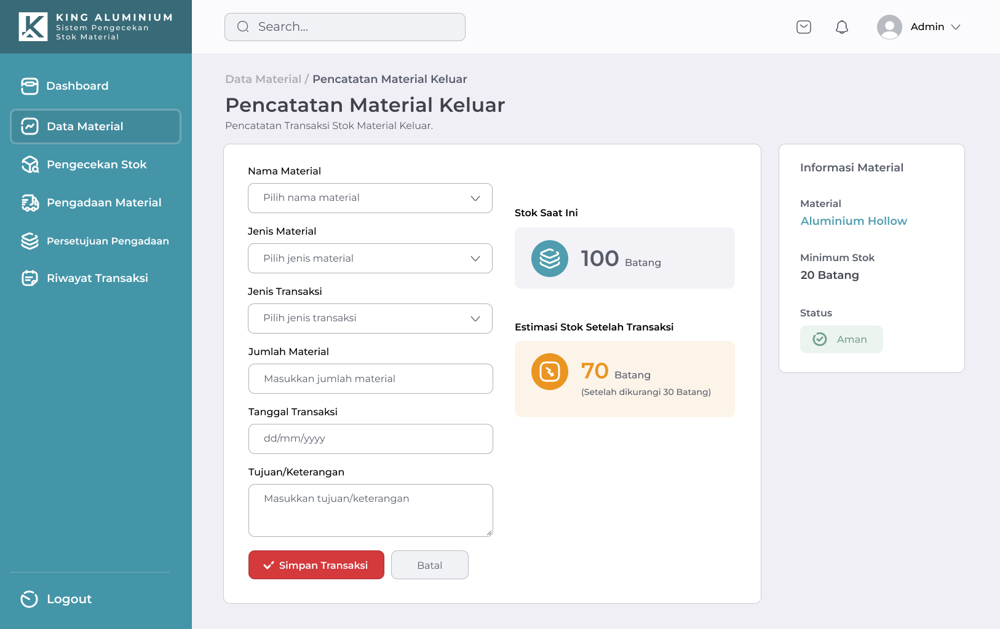 KING ALUMINIUM
Sistem Pengecekan
Stok Material
Search...
Admin
Dashboard
Data Material
Pengecekan Stok
Pengadaan Material
Persetujuan Pengadaan
Riwayat Transaksi
Logout
Data Material / Pencatatan Material Keluar
Pencatatan Material Keluar
Pencatatan Transaksi Stok Material Keluar.
Nama Material
Pilih nama material
Jenis Material
Pilih jenis material
Jenis Transaksi
Pilih jenis transaksi
Jumlah Material
Masukkan jumlah material
Tanggal Transaksi
dd/mm/yyyy
Tujuan/Keterangan
Masukkan tujuan/keterangan
Simpan Transaksi
Batal
Stok Saat Ini
100 Batang
Estimasi Stok Setelah Transaksi
70 Batang
(Setelah dikurangi 30 Batang)
Informasi Material
Material
Aluminium Hollow
Minimum Stok
20 Batang
Status
Aman